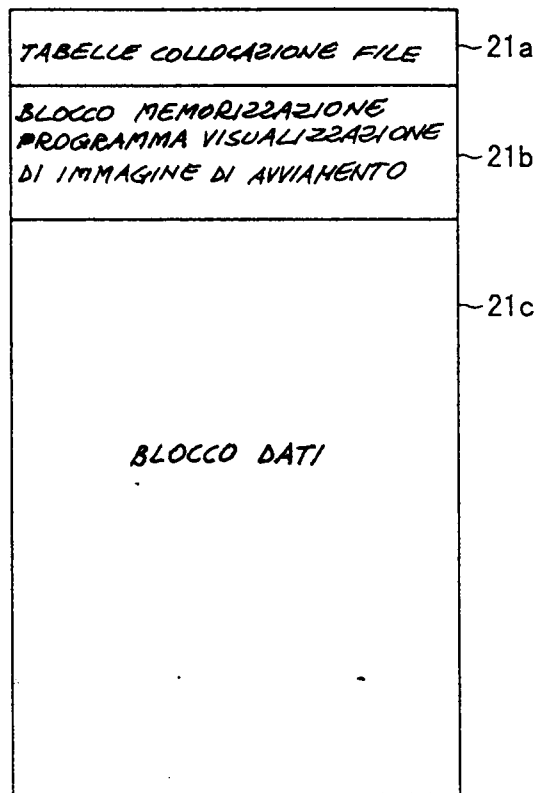 TABELLE COLLOCAZIONE FILE
21a
BLOCCO MEMORIZZAZIONE
PROGRAMMA VISUALIZZAZIONE
DI IMMAGINE DI AVVIAMENTO
21b
21c
BLOCCO DATI